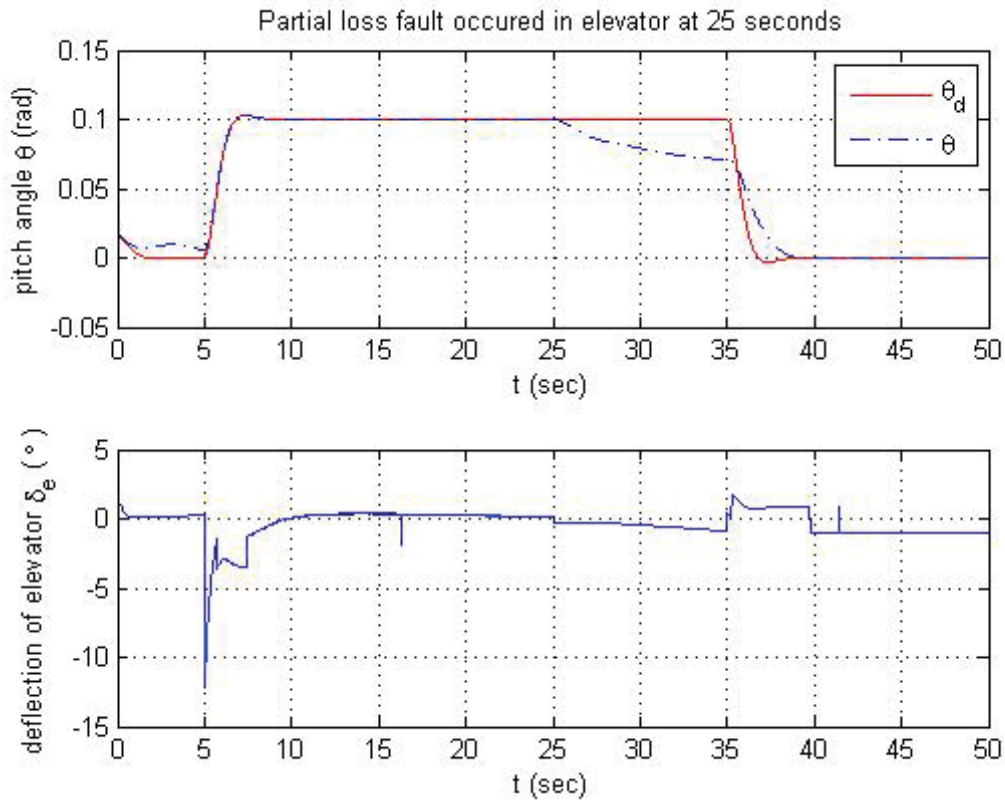 Partial loss fault occured in elevator at 25 seconds
pitch angle θ (rad)
0.15
0.1
0.05
0
-0.05
θd
θ
0 5 10 15 20 25 30 35 40 45 50
t (sec)
deflection of elevator δe ( ° )
5
0
-5
-10
-15
0 5 10 15 20 25 30 35 40 45 50
t (sec)